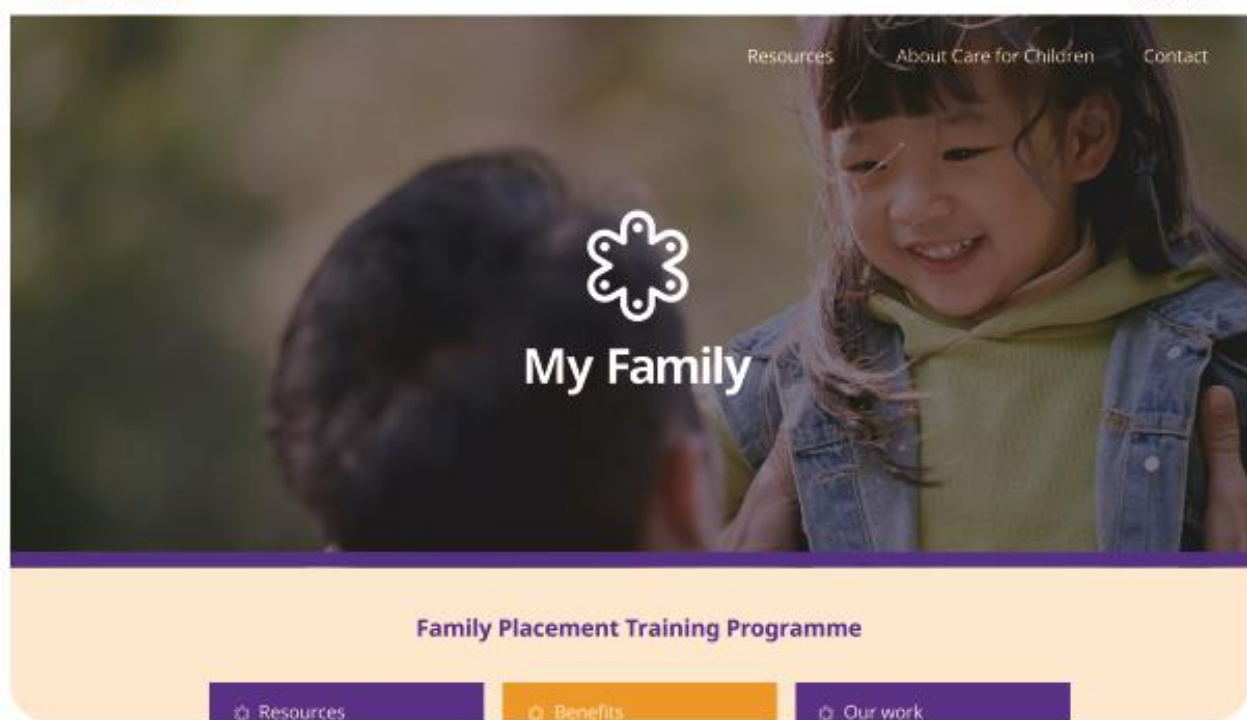 Resources About Care for Children Contact
My Family
Family Placement Training Programme
Resources Benefits Our work